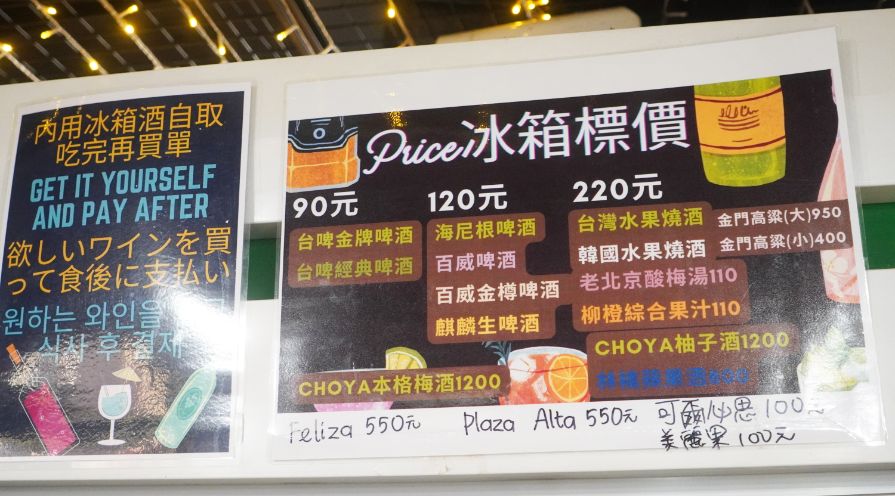 內用冰箱酒自取
吃完再買單
GET IT YOURSELF
AND PAY AFTER
欲しいワインを買
って食後に支払い
원하는 와인을
식사 후 결제
Price冰箱標價
90元
台啤金牌啤酒
台啤經典啤酒
120元
海尼根啤酒
百威啤酒
百威金樽啤酒
麒麟生啤酒
220元
台灣水果燒酒
韓國水果燒酒
老北京酸梅湯110
柳橙綜合果汁110
金門高粱(大)950
金門高粱(小)400
CHOYA柚子酒1200
600
CHOYA本格梅酒1200
Feliza 550元
Plaza Alta 550元
可爾必思 100元
美露果 100元